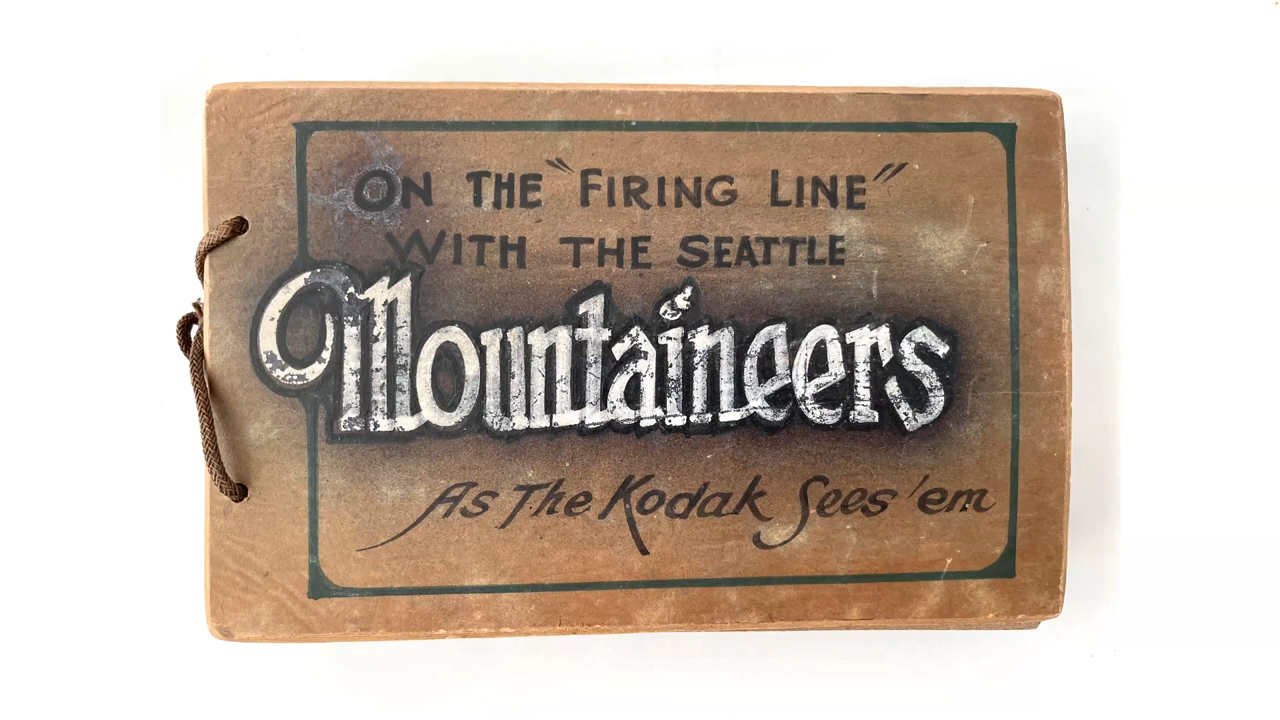 ON THE "FIRING LINE"
WITH THE SEATTLE
Mountaineers
As The Kodak Sees 'em